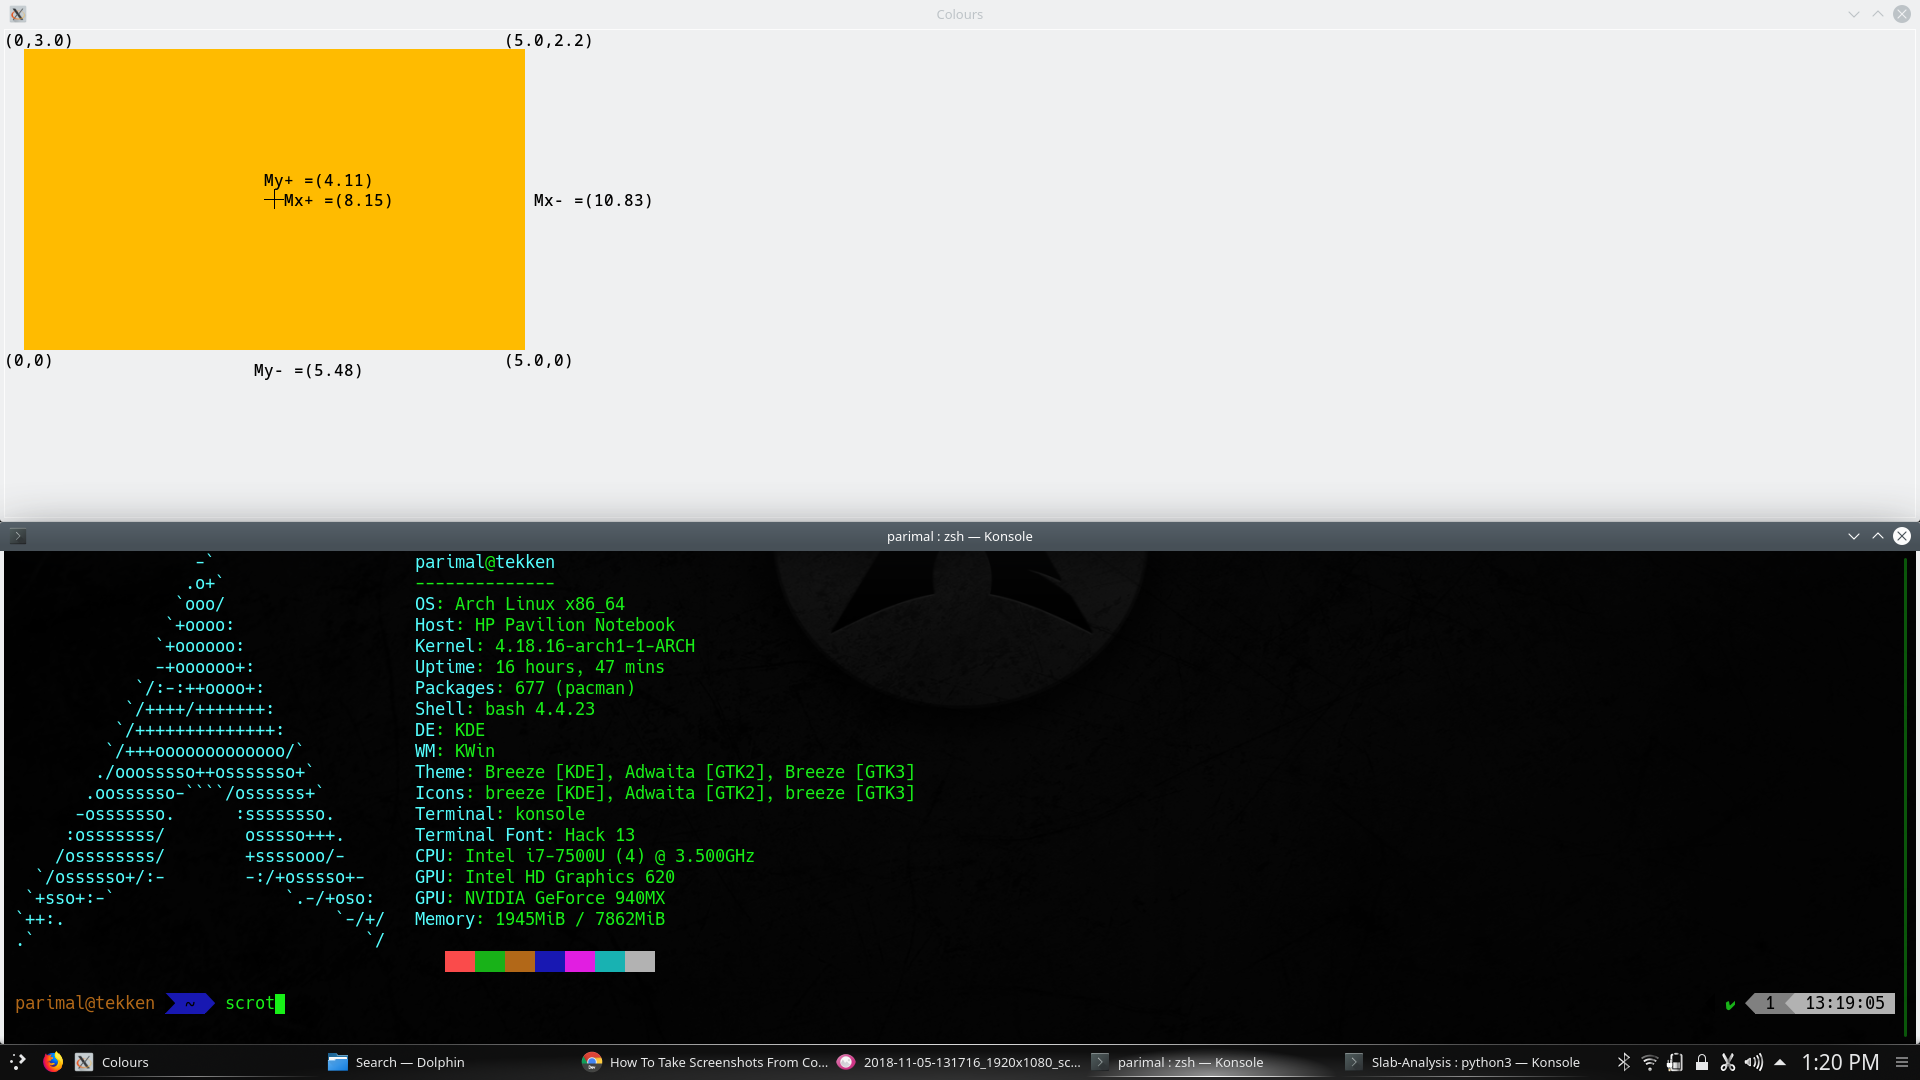 Colours
(0,3.0) (5.0,2.2)
My+ =(4.11)
Mx+ =(8.15) Mx- =(10.83)
(0,0) (5.0,0)
My- =(5.48)
parimal : zsh — Konsole
-` parimal@tekken
.o+` --------------
`ooo/ OS: Arch Linux x86_64
`+oooo: Host: HP Pavilion Notebook
`+oooooo: Kernel: 4.18.16-arch1-1-ARCH
-+oooooo+: Uptime: 16 hours, 47 mins
`/:-:++oooo+: Packages: 677 (pacman)
`/++++/+++++++: Shell: bash 4.4.23
`/++++++++++++++: DE: KDE
`/+++ooooooooooooo/` WM: KWin
./ooosssso++osssssso+` Theme: Breeze [KDE], Adwaita [GTK2], Breeze [GTK3]
.oossssso-````/ossssss+` Icons: breeze [KDE], Adwaita [GTK2], breeze [GTK3]
-osssssso. :ssssssso. Terminal: konsole
:osssssss/ osssso+++. Terminal Font: Hack 13
/ossssssss/ +ssssooo/- CPU: Intel i7-7500U (4) @ 3.500GHz
`/ossssso+/:- -:/+osssso+- GPU: Intel HD Graphics 620
`+sso+:-` `.-/+oso: GPU: NVIDIA GeForce 940MX
`++:. `-/+/ Memory: 1945MiB / 7862MiB
.` `/
parimal@tekken ~ scrot ✔ 1 13:19:05
Colours Search — Dolphin How To Take Screenshots From Co... 2018-11-05-131716_1920x1080_sc... parimal : zsh — Konsole Slab-Analysis : python3 — Konsole 1:20 PM